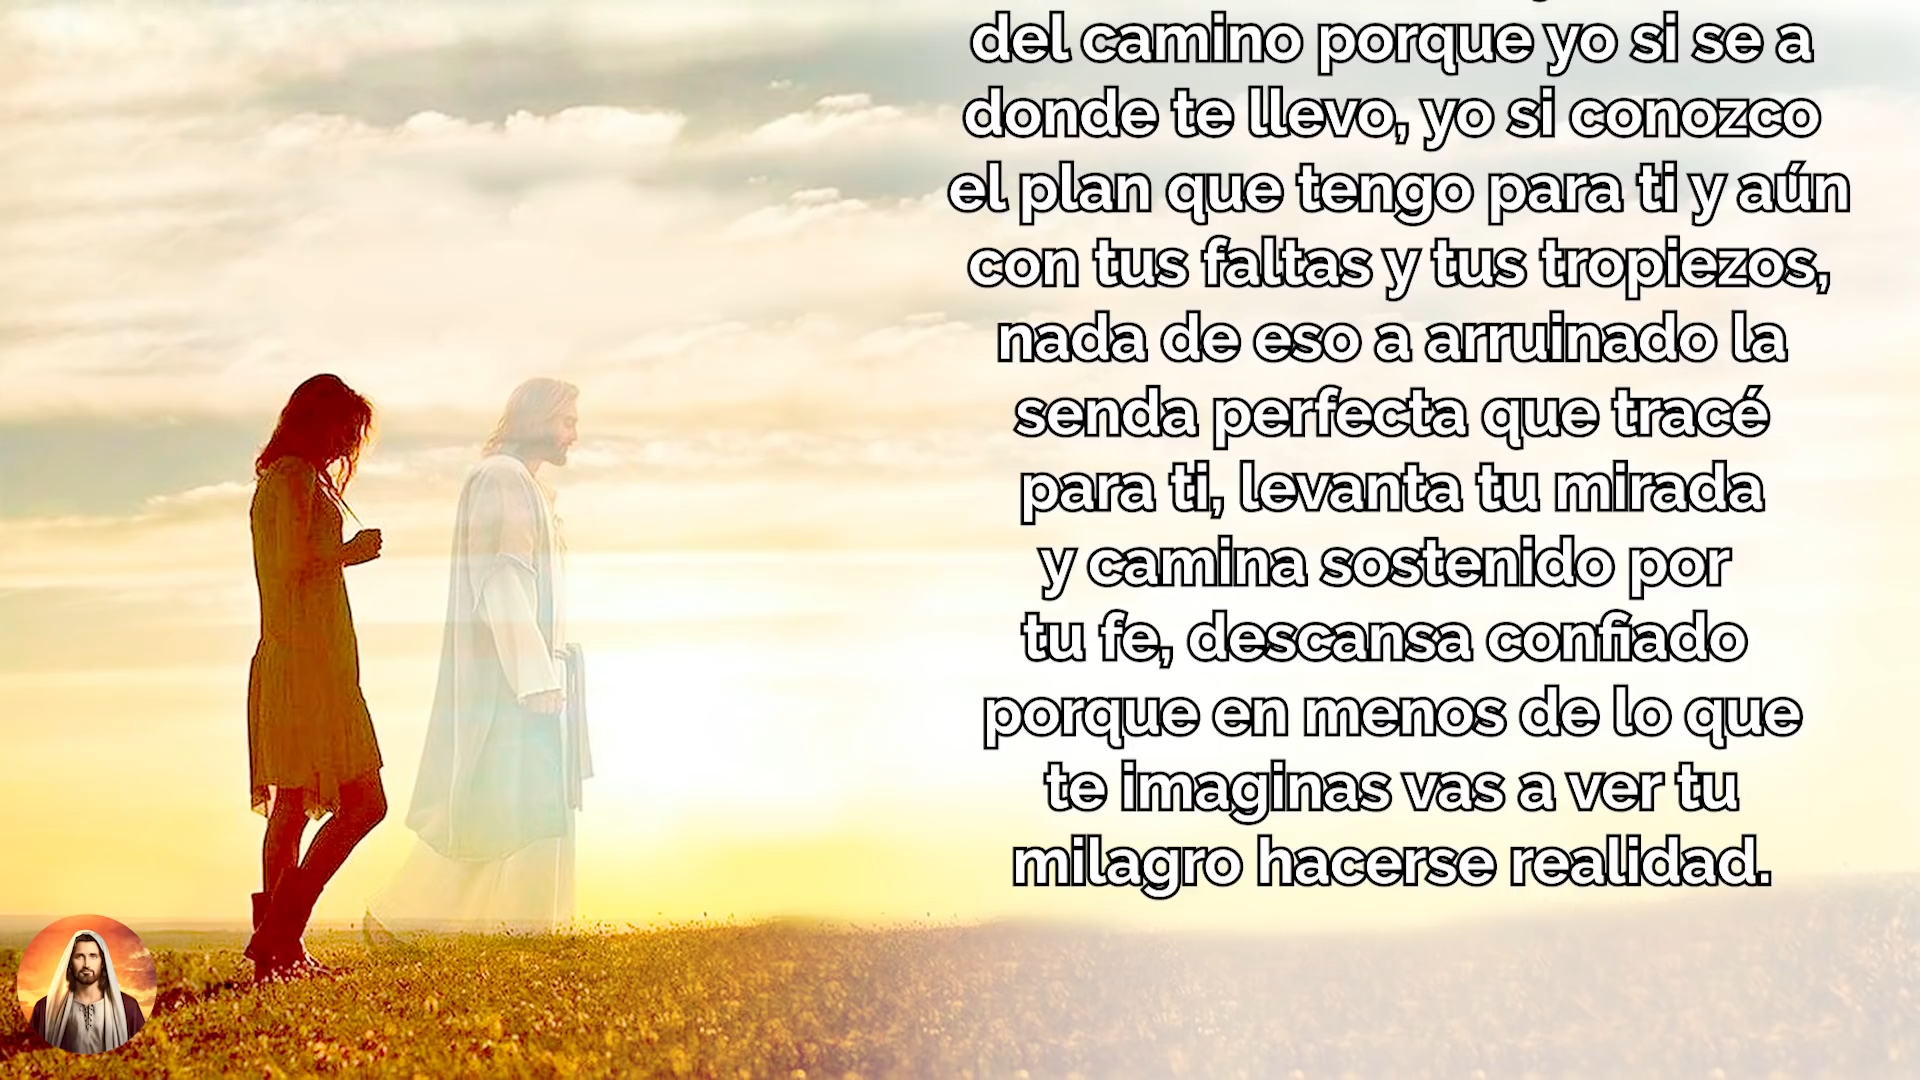 del camino porque yo si se a
donde te llevo, yo si conozco
el plan que tengo para ti y aún
con tus faltas y tus tropiezos,
nada de eso a arruinado la
senda perfecta que tracé
para ti, levanta tu mirada
y camina sostenido por
tu fe, descansa confiado
porque en menos de lo que
te imaginas vas a ver tu
milagro hacerse realidad.